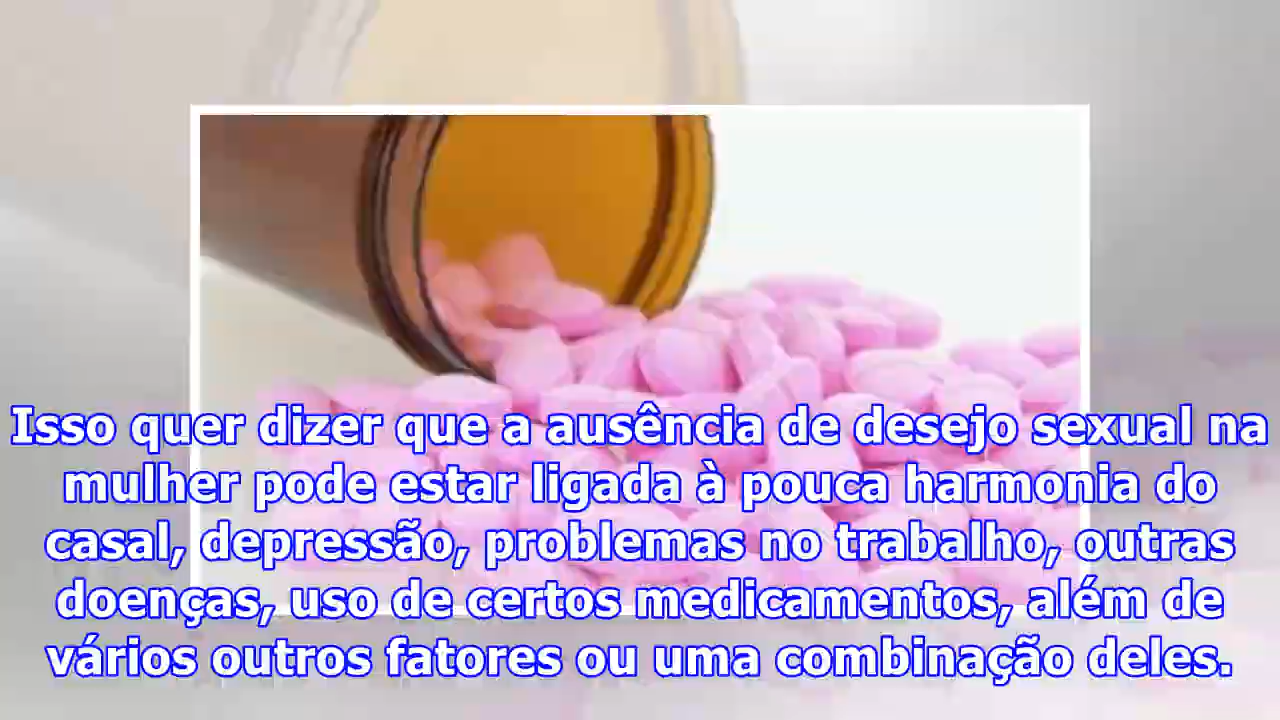 Isso quer dizer que a ausência de desejo sexual na
mulher pode estar ligada à pouca harmonia do
casal, depressão, problemas no trabalho, outras
doenças, uso de certos medicamentos, além de
vários outros fatores ou uma combinação deles.